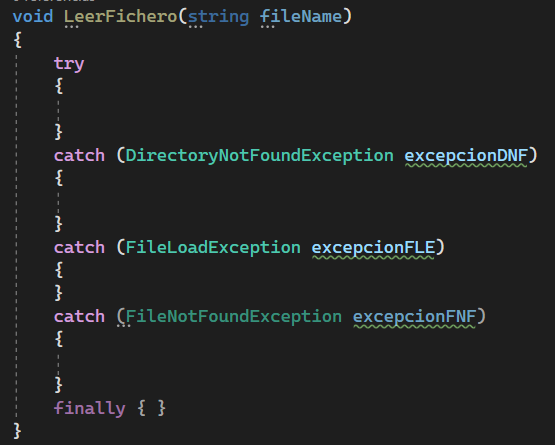 void LeerFichero(string fileName)
{
try
{
}
catch (DirectoryNotFoundException excepcionDNF)
{
}
catch (FileLoadException excepcionFLE)
{
}
catch (FileNotFoundException excepcionFNF)
{
}
finally { }
}